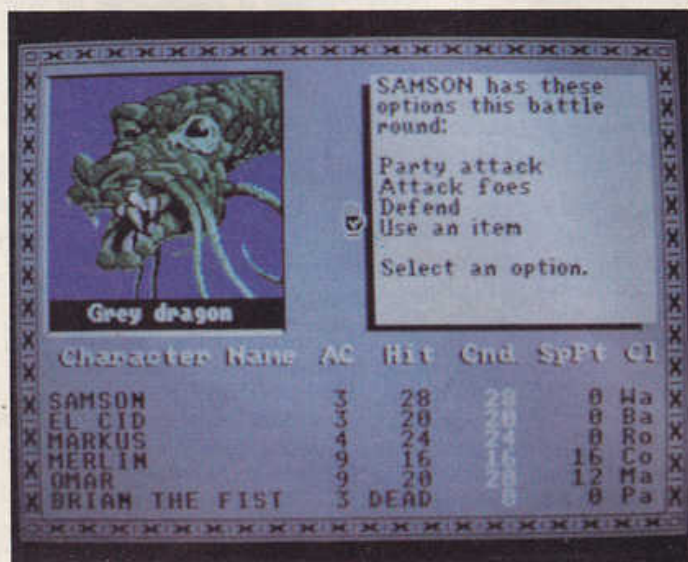 SAMSON has these
options this battle
round:
Party attack
Attack foes
Defend
Use an item
Select an option.
Grey dragon
Character Name AC Hit Cnd SpPt Cl
SAMSON 3 28 28 0 Wa
EL CID 3 20 20 0 Ba
MARKUS 4 24 24 0 Ro
MERLIN 9 16 16 16 Co
OMAR 9 20 20 12 Ma
BRIAN THE FIST 3 DEAD 0 0 Pa